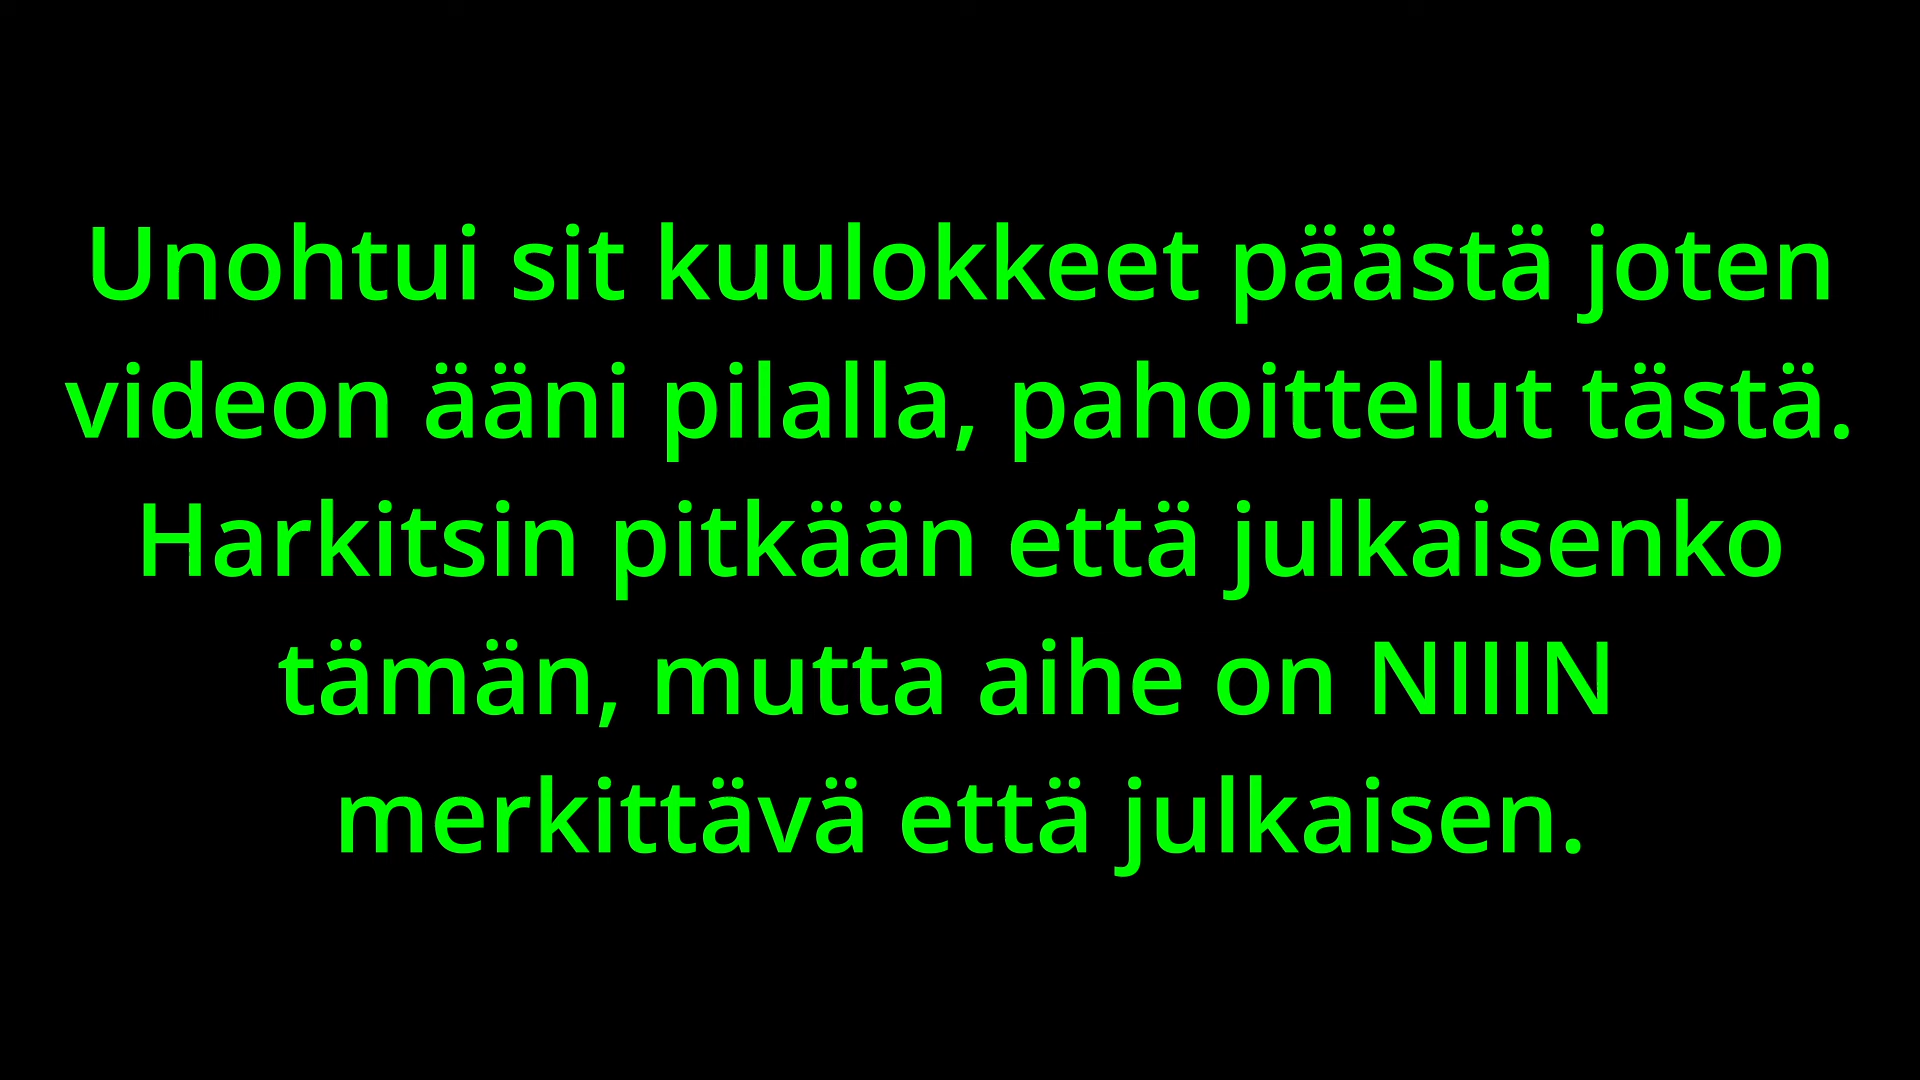 Unohtui sit kuulokkeet päästä joten
videon ääni pilalla, pahoittelut tästä.
Harkitsin pitkään että julkaisenko
tämän, mutta aihe on NIIIN
merkittävä että julkaisen.